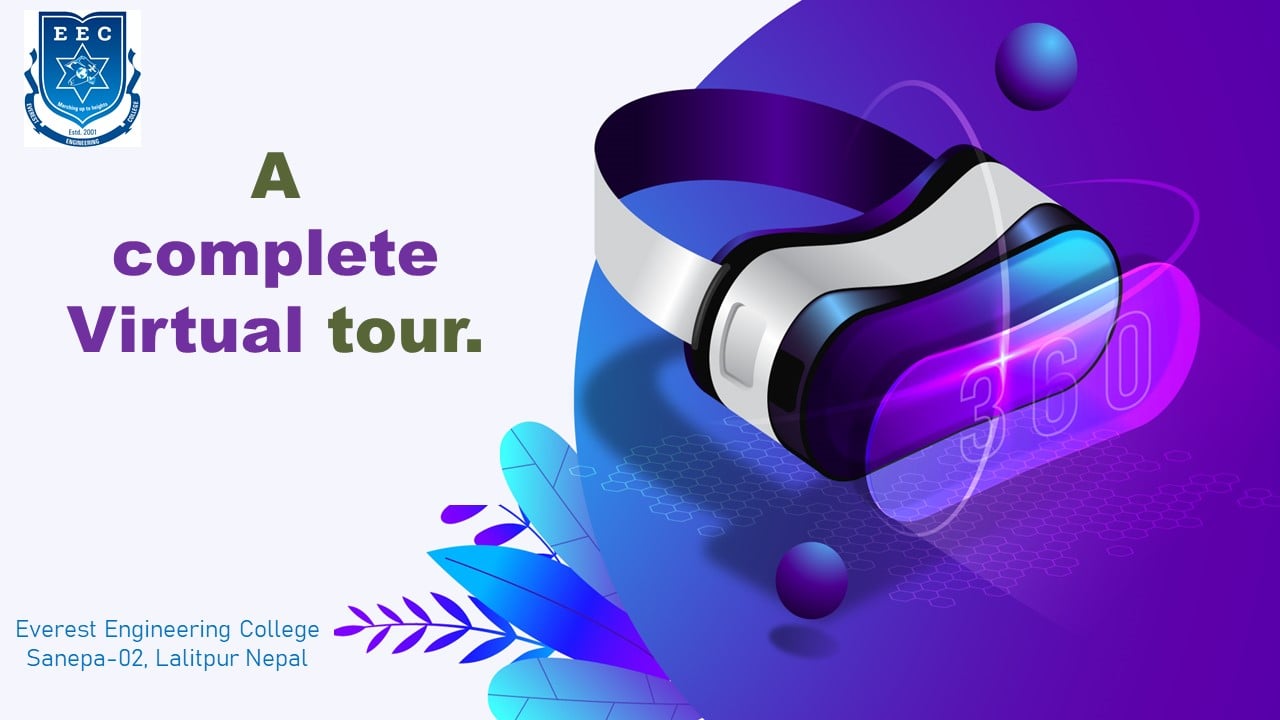 E E C
Marching up to heights
Estd. 2001
EVEREST ENGINEERING COLLEGE
A
complete
Virtual tour.
360
Everest Engineering College
Sanepa-02, Lalitpur Nepal